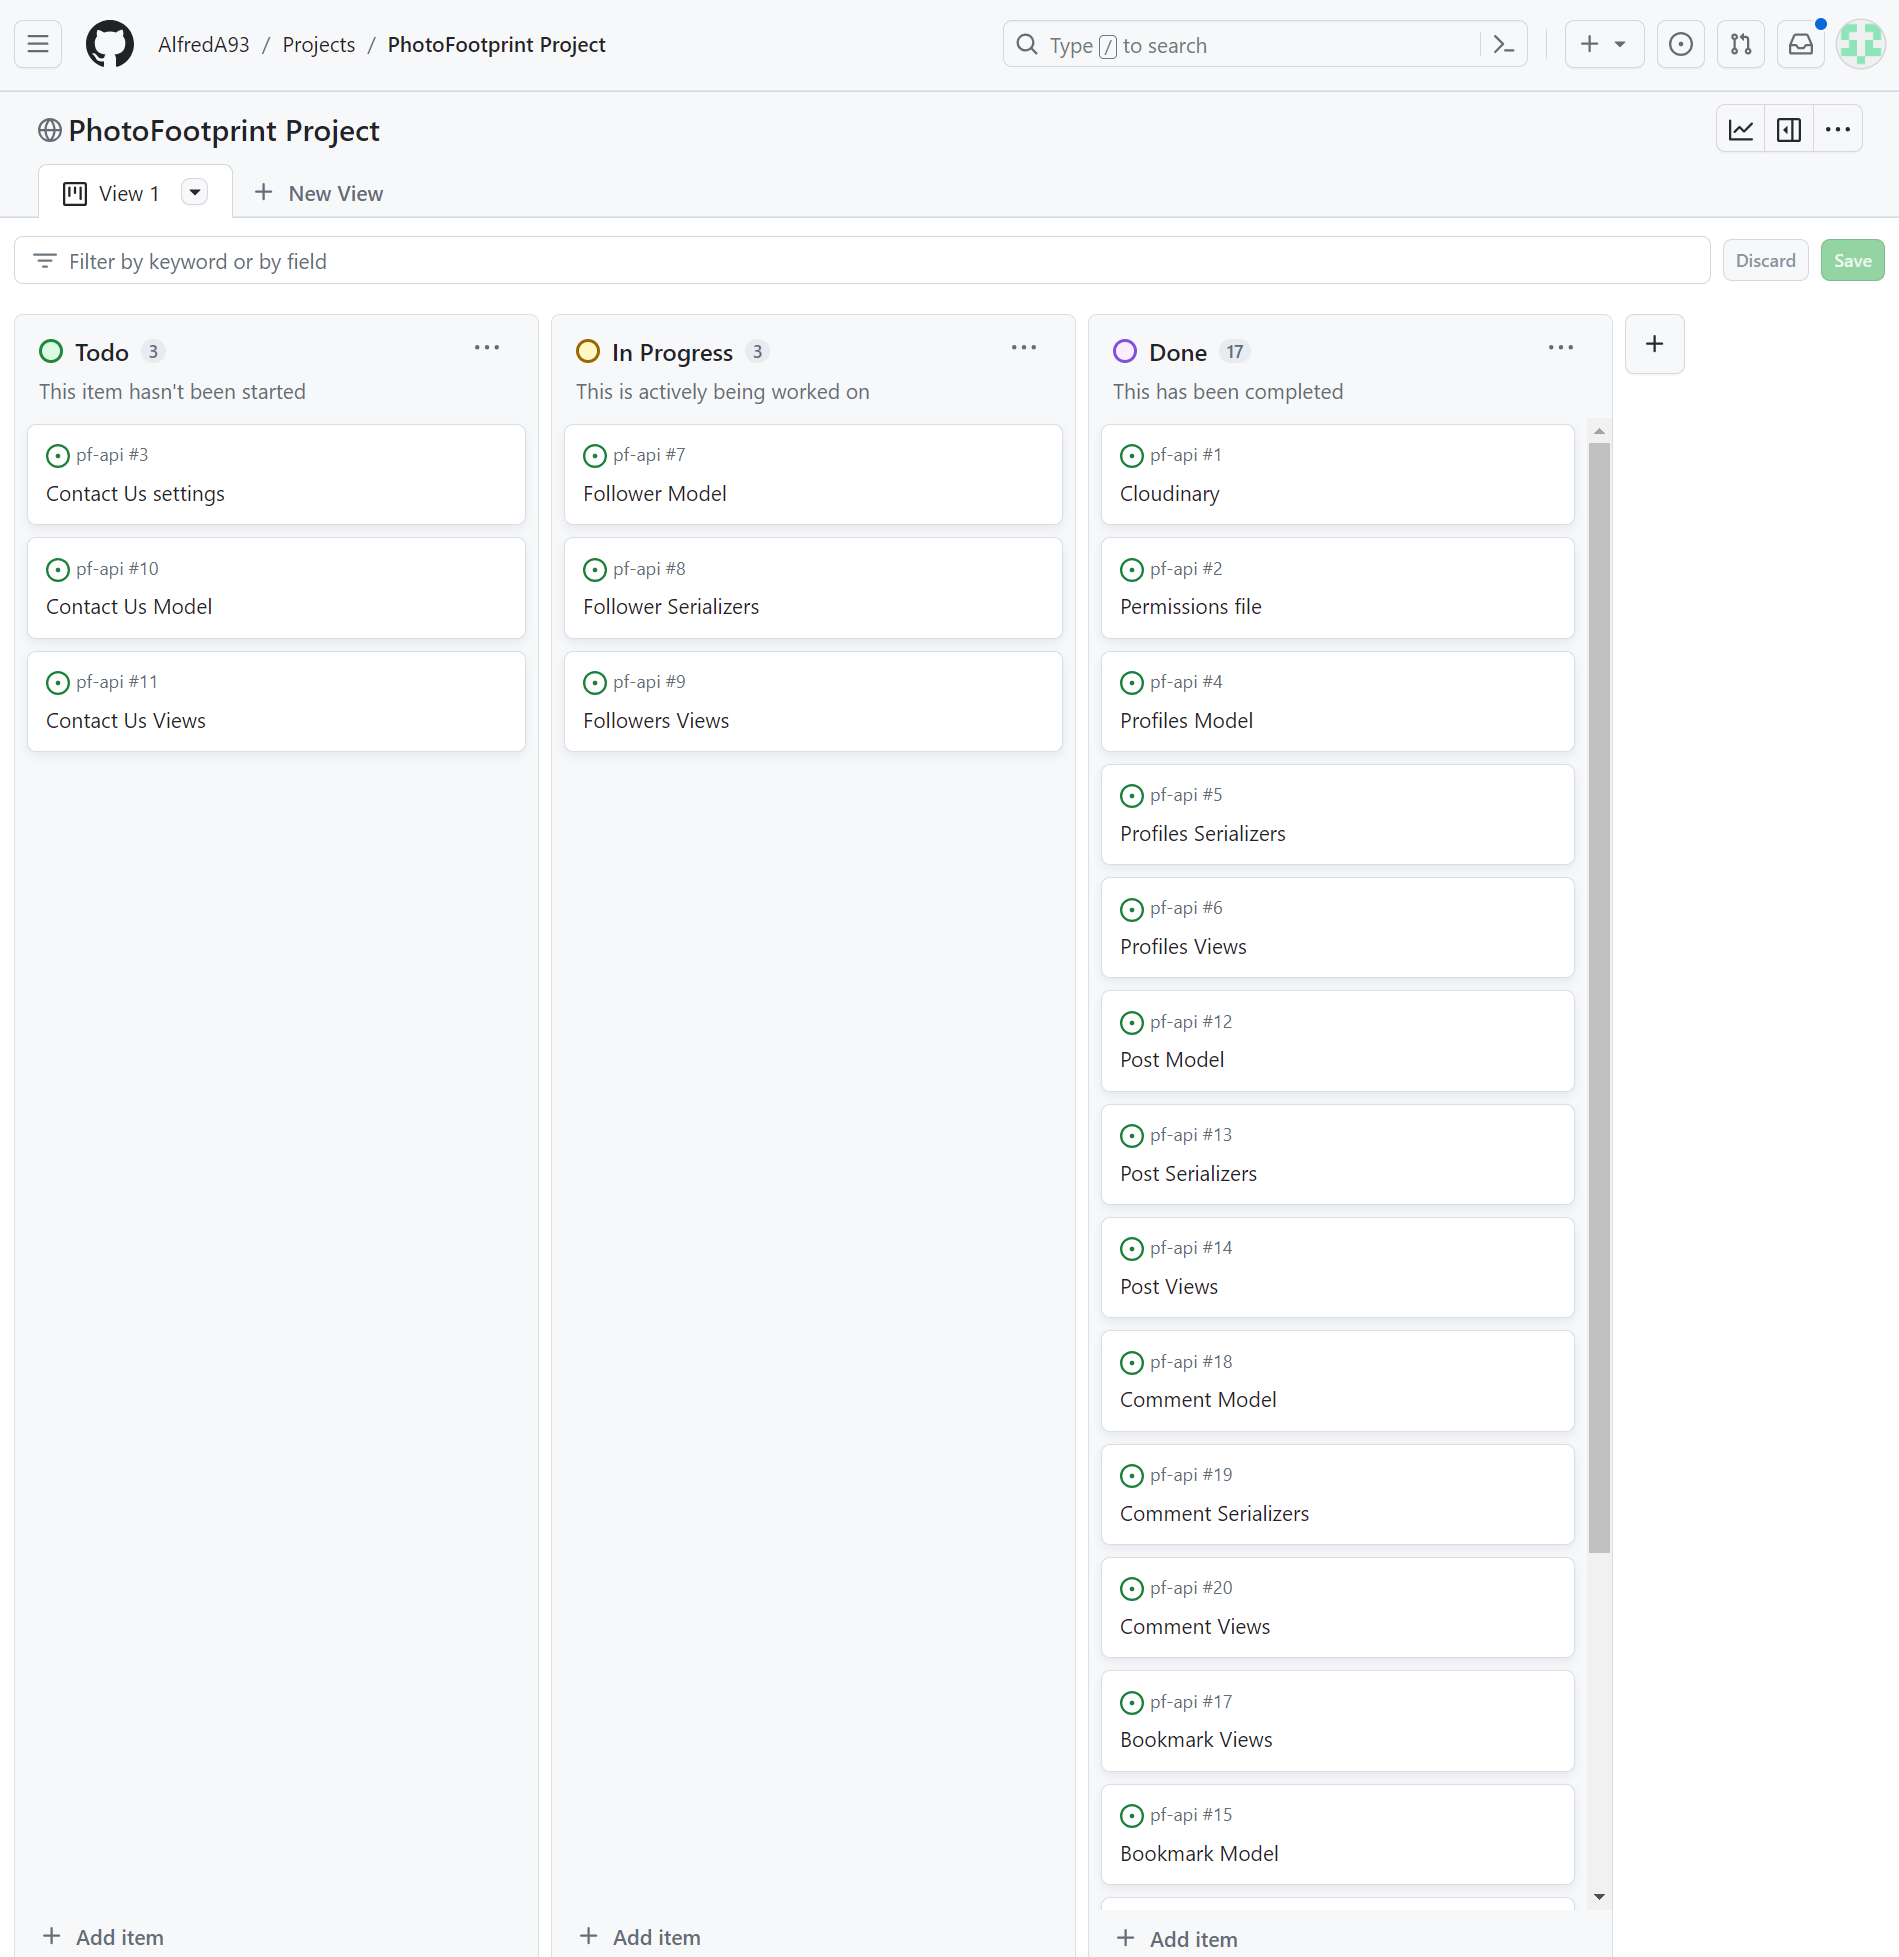 AlfredA93 / Projects / PhotoFootprint Project
Type / to search
PhotoFootprint Project
View 1
New View
Filter by keyword or by field
Discard
Save
Todo 3
This item hasn't been started
pf-api #3
Contact Us settings
pf-api #10
Contact Us Model
pf-api #11
Contact Us Views
Add item
In Progress 3
This is actively being worked on
pf-api #7
Follower Model
pf-api #8
Follower Serializers
pf-api #9
Followers Views
Add item
Done 17
This has been completed
pf-api #1
Cloudinary
pf-api #2
Permissions file
pf-api #4
Profiles Model
pf-api #5
Profiles Serializers
pf-api #6
Profiles Views
pf-api #12
Post Model
pf-api #13
Post Serializers
pf-api #14
Post Views
pf-api #18
Comment Model
pf-api #19
Comment Serializers
pf-api #20
Comment Views
pf-api #17
Bookmark Views
pf-api #15
Bookmark Model
Add item